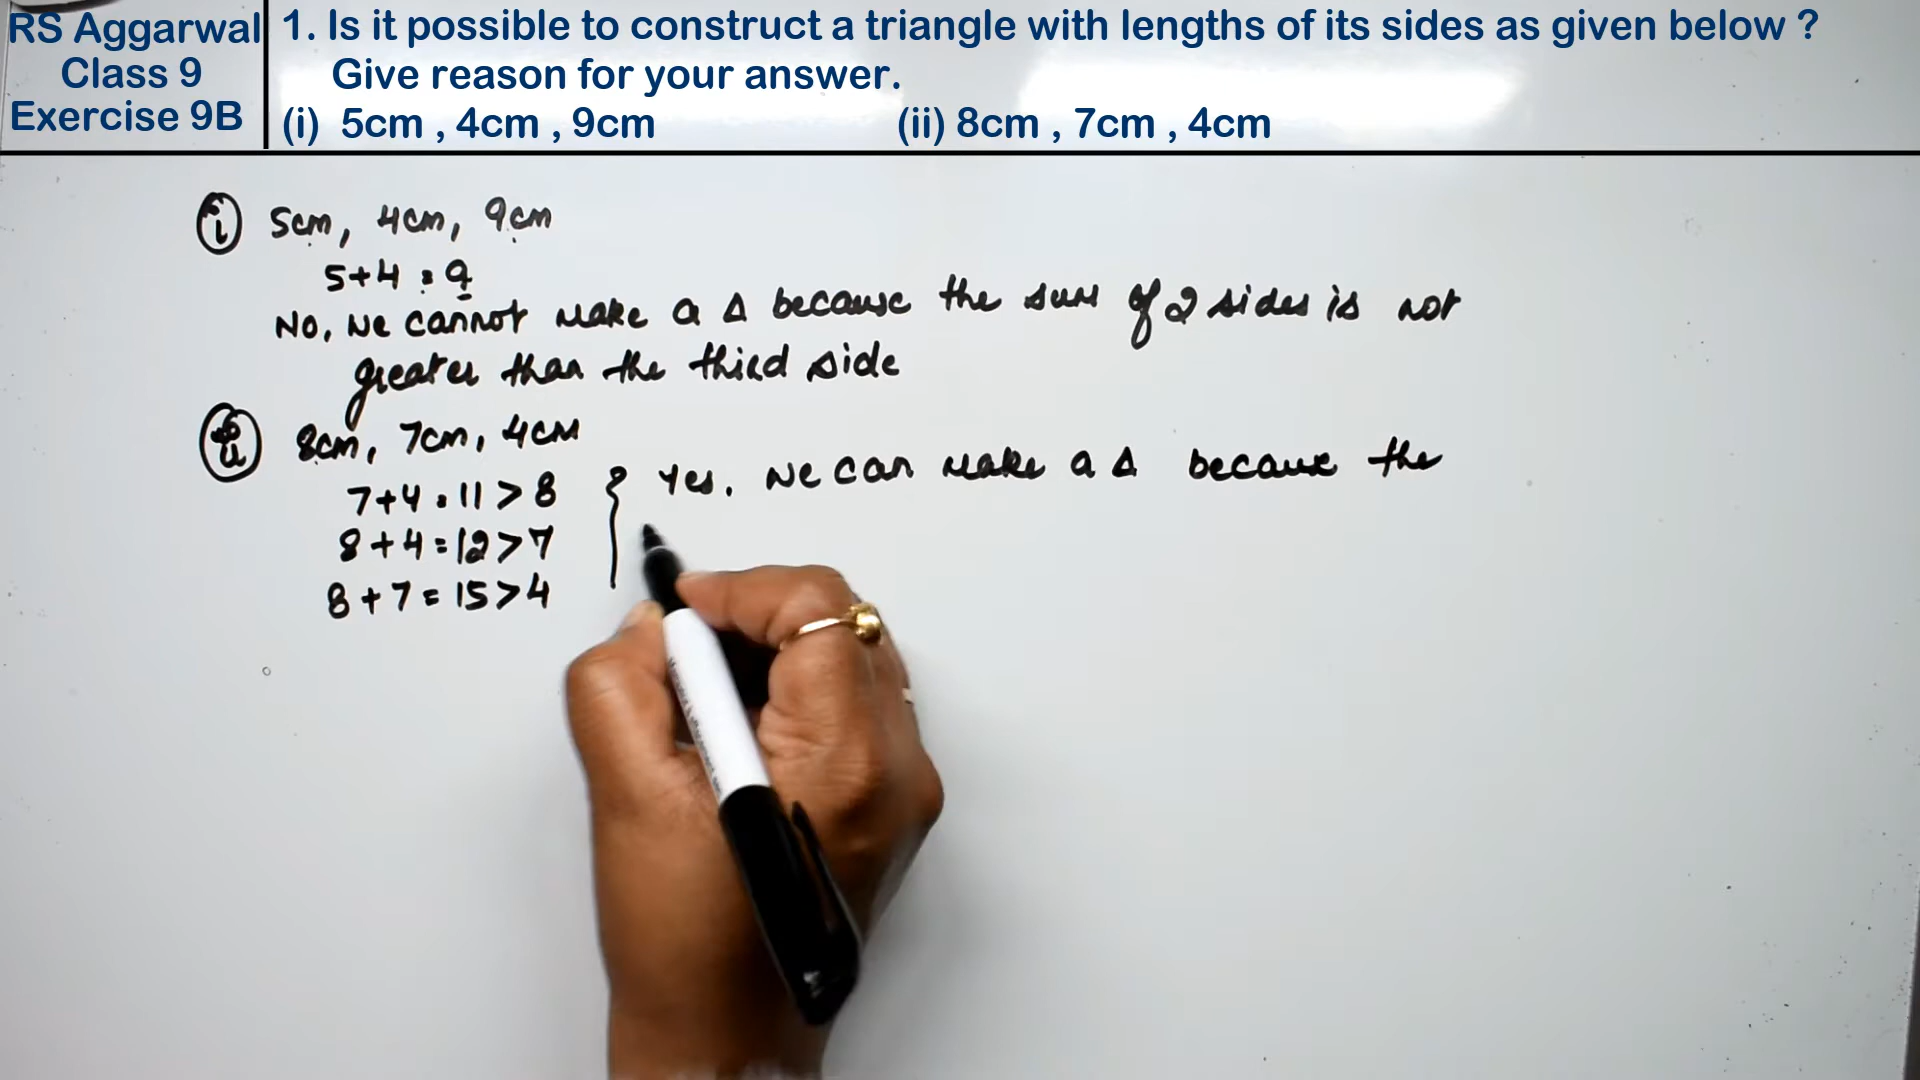 RS Aggarwal
Class 9
Exercise 9B
1. Is it possible to construct a triangle with lengths of its sides as given below ?
Give reason for your answer.
(i) 5cm , 4cm , 9cm (ii) 8cm , 7cm , 4cm
i 5cm, 4cm, 9cm
5+4 = 9
No, we cannot make a Δ because the sum of 2 sides is not
greater than the third side
ii 8cm, 7cm, 4cm
7+4 = 11 > 8
8+4 = 12 > 7
8+7 = 15 > 4
Yes. we can make a Δ because the